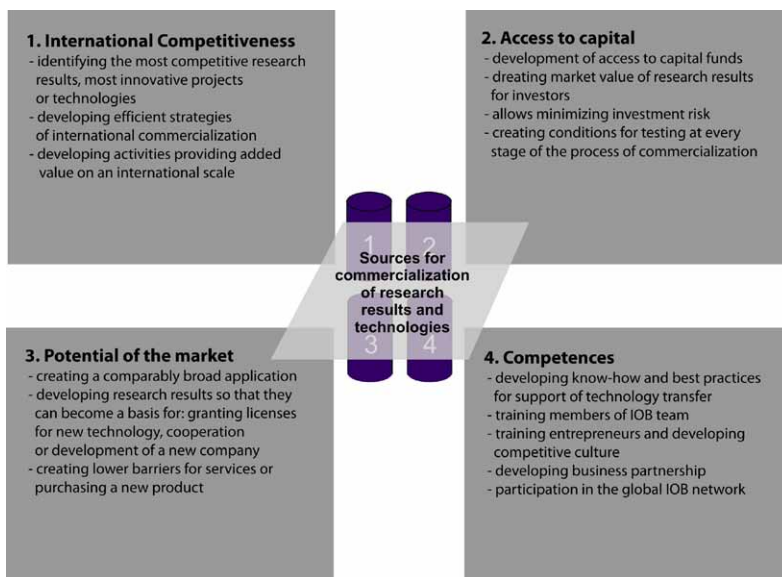 1. International Competitiveness
- identifying the most competitive research
results, most innovative projects
or technologies
- developing efficient strategies
of international commercialization
- developing activities providing added
value on an international scale
2. Access to capital
- development of access to capital funds
- dreating market value of research results
for investors
- allows minimizing investment risk
- creating conditions for testing at every
stage of the process of commercialization
1 2
Sources for
commercialization
of research
results and
technologies
3 4
3. Potential of the market
- creating a comparably broad application
- developing research results so that they
can become a basis for: granting licenses
for new technology, cooperation
or development of a new company
- creating lower barriers for services or
purchasing a new product
4. Competences
- developing know-how and best practices
for support of technology transfer
- training members of IOB team
- training entrepreneurs and developing
competitive culture
- developing business partnership
- participation in the global IOB network